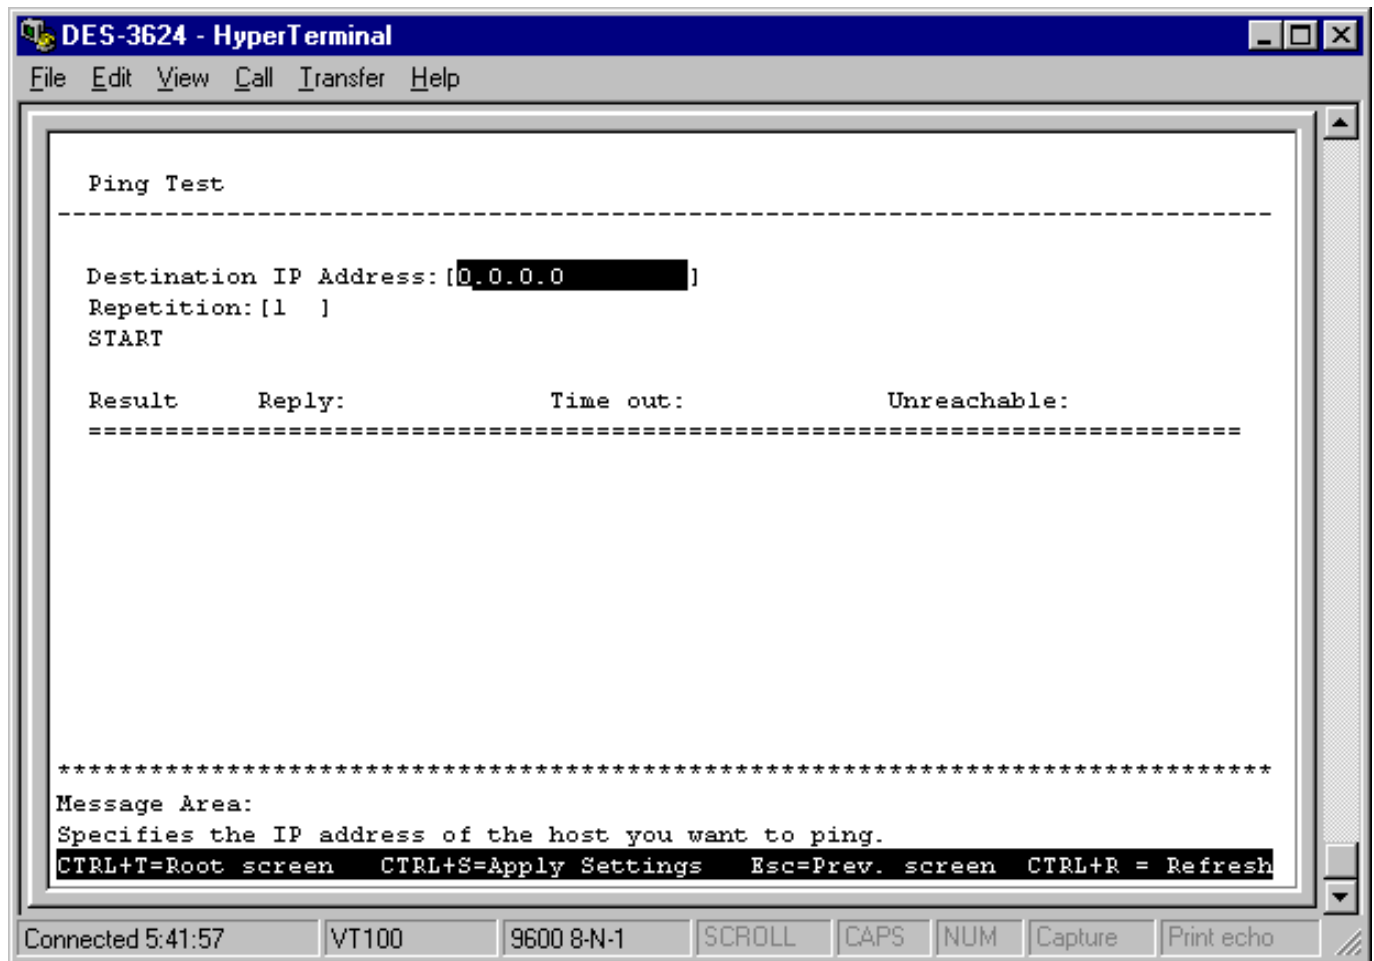 DES-3624 - HyperTerminal
File Edit View Call Transfer Help
Ping Test
-------------------------------------------------------------------------------
Destination IP Address:[0.0.0.0               ]
Repetition:[1  ]
START
Result     Reply:             Time out:             Unreachable:
===========================================================================
*******************************************************************************
Message Area:
Specifies the IP address of the host you want to ping.
CTRL+T=Root screen   CTRL+S=Apply Settings   Esc=Prev. screen  CTRL+R = Refresh
Connected 5:41:57 VT100 9600 8-N-1 SCROLL CAPS NUM Capture Print echo